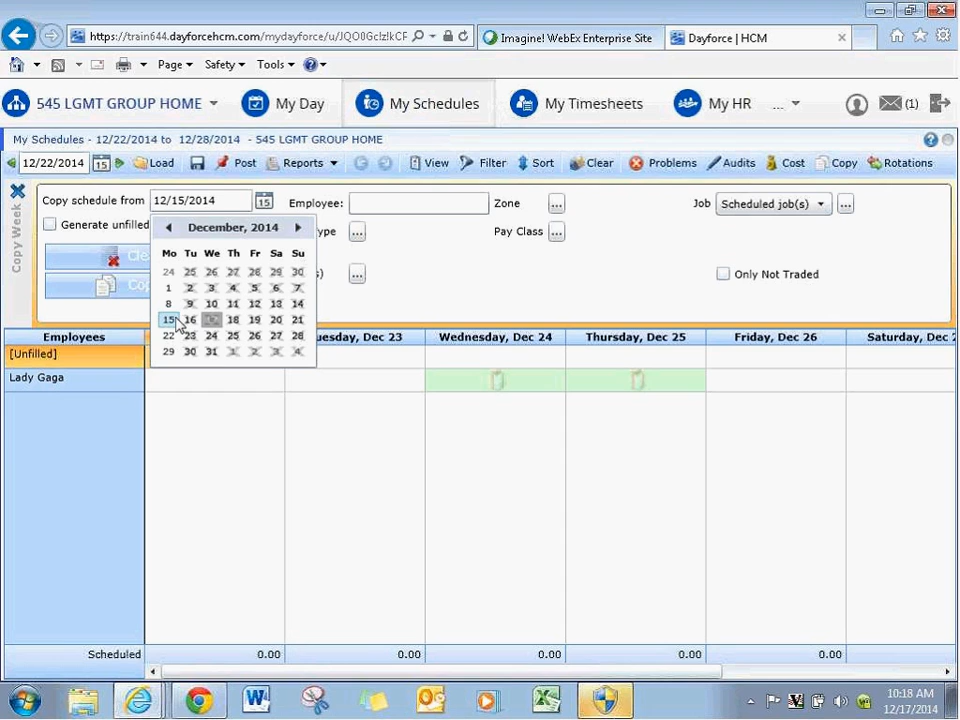 https://train644.dayforcehcm.com/mydayforce/u/JQO0Gclz!kCF
Imagine! WebEx Enterprise Site
Dayforce | HCM
Page Safety Tools
545 LGMT GROUP HOME My Day My Schedules My Timesheets My HR ... (1)
My Schedules - 12/22/2014 to 12/28/2014 - 545 LGMT GROUP HOME
12/22/2014 15 Load Post Reports View Filter Sort Clear Problems Audits Cost Copy Rotations
Copy Week
Copy schedule from 12/15/2014 15 Employee: Zone ... Job Scheduled job(s) ...
Generate unfilled ype ... Pay Class ...
December, 2014
Mo Tu We Th Fr Sa Su
24 25 26 27 28 29 30
1 2 3 4 5 6 7
8 9 10 11 12 13 14
15 16 17 18 19 20 21
22 23 24 25 26 27 28
29 30 31 1 2 3 4
Cle
Cop
) ...
Only Not Traded
Employees uesday, Dec 23 Wednesday, Dec 24 Thursday, Dec 25 Friday, Dec 26 Saturday, Dec 2
[Unfilled]
Lady Gaga
Scheduled 0.00 0.00 0.00 0.00 0.00
10:18 AM
12/17/2014